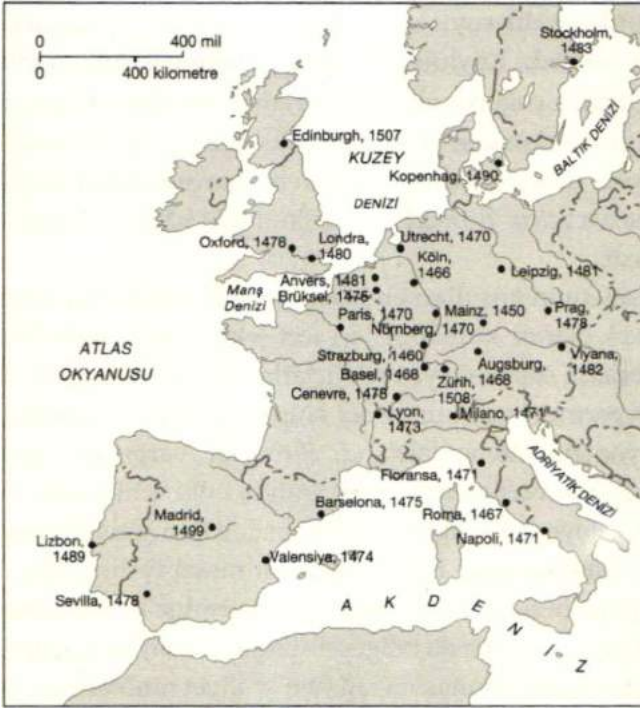 0 400 mil
0 400 kilometre
Stockholm,
1483
Edinburgh, 1507
KUZEY
DENİZİ
BALTIK DENİZİ
Kopenhag, 1490
Oxford, 1478
Londra,
1480
Utrecht, 1470
Köln,
1466
Leipzig, 1481
Anvers, 1481
Brüksel, 1475
Manş
Denizi
Paris, 1470
Mainz, 1450
Nürnberg, 1470
Prag,
1478
ATLAS
OKYANUSU
Strazburg, 1460
Basel, 1468
Augsburg,
1468
Viyana,
1482
Zürih,
1508
Cenevre, 1478
Lyon,
1473
Milano, 1471
ADRİYATİK DENİZİ
Floransa, 1471
Barselona, 1475
Roma, 1467
Napoli, 1471
Madrid,
1499
Lizbon,
1489
Valensiya, 1474
Sevilla, 1478
AKDENİZ